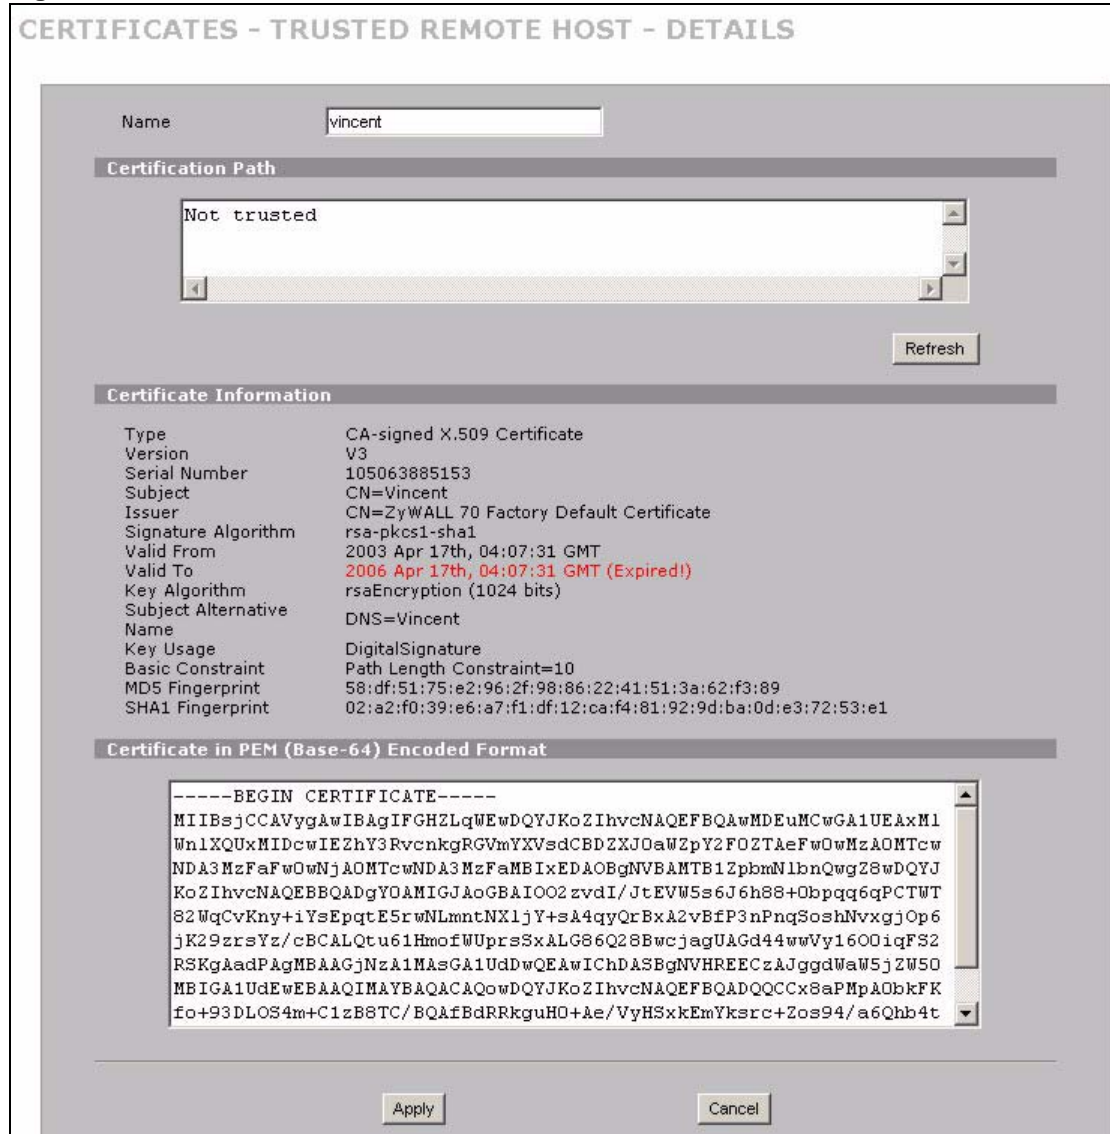 CERTIFICATES - TRUSTED REMOTE HOST - DETAILS
Name vincent
Certification Path
Not trusted
Refresh
Certificate Information
Type CA-signed X.509 Certificate
Version V3
Serial Number 105063885153
Subject CN=Vincent
Issuer CN=ZyWALL 70 Factory Default Certificate
Signature Algorithm rsa-pkcs1-sha1
Valid From 2003 Apr 17th, 04:07:31 GMT
Valid To 2006 Apr 17th, 04:07:31 GMT (Expired!)
Key Algorithm rsaEncryption (1024 bits)
Subject Alternative Name DNS=Vincent
Key Usage DigitalSignature
Basic Constraint Path Length Constraint=10
MD5 Fingerprint 58:df:51:75:e2:96:2f:98:86:22:41:51:3a:62:f3:89
SHA1 Fingerprint 02:a2:f0:39:e6:a7:f1:df:12:ca:f4:81:92:9d:ba:0d:e3:72:53:e1
Certificate in PEM (Base-64) Encoded Format
-----BEGIN CERTIFICATE-----
MIIBsjCCAVygAwIBAgIFGHZLqWEwDQYJKoZIhvcNAQEFBQAwMDEuMCwGA1UEAxMl
WnlXQUxMIDcwIEZhY3RvcnkgRGVmYXVsdCBDZXJ0aWZpY2F0ZTAeFw0wMzA0MTcw
NDA3MzFaFw0wNjA0MTcwNDA3MzFaMBIxEDAOBgNVBAMTB1ZpbmNlbnQwgZ8wDQYJ
KoZIhvcNAQEBBQADgY0AMIGJAoGBAIOO2zvdI/JtEVW5s6J6h88+0bpqq6qPCTWT
82WqCvKny+iYsEpqtE5rwNLmntNXljY+sA4qyQrBxA2vBfP3nPnqSoshNvxgjOp6
jK29zrsYz/cBCALQtu61HmofWUprsSxALG86Q28BwcjagUAGd44wwVy16OOiqFS2
RSKgAadPAgMBAAGjNzA1MAsGA1UdDwQEAwIChDASBgNVHREECzAJggdWaW5jZW50
MBIGA1UdEwEBAAQIMAYBAQACAQowDQYJKoZIhvcNAQEFBQADQQCCx8aPMpAObkFK
fo+93DLOS4m+C1zB8TC/BQAfBdRRkguHO+Ae/VyHSxkEmYksrc+Zos94/a6Qhb4t
Apply Cancel